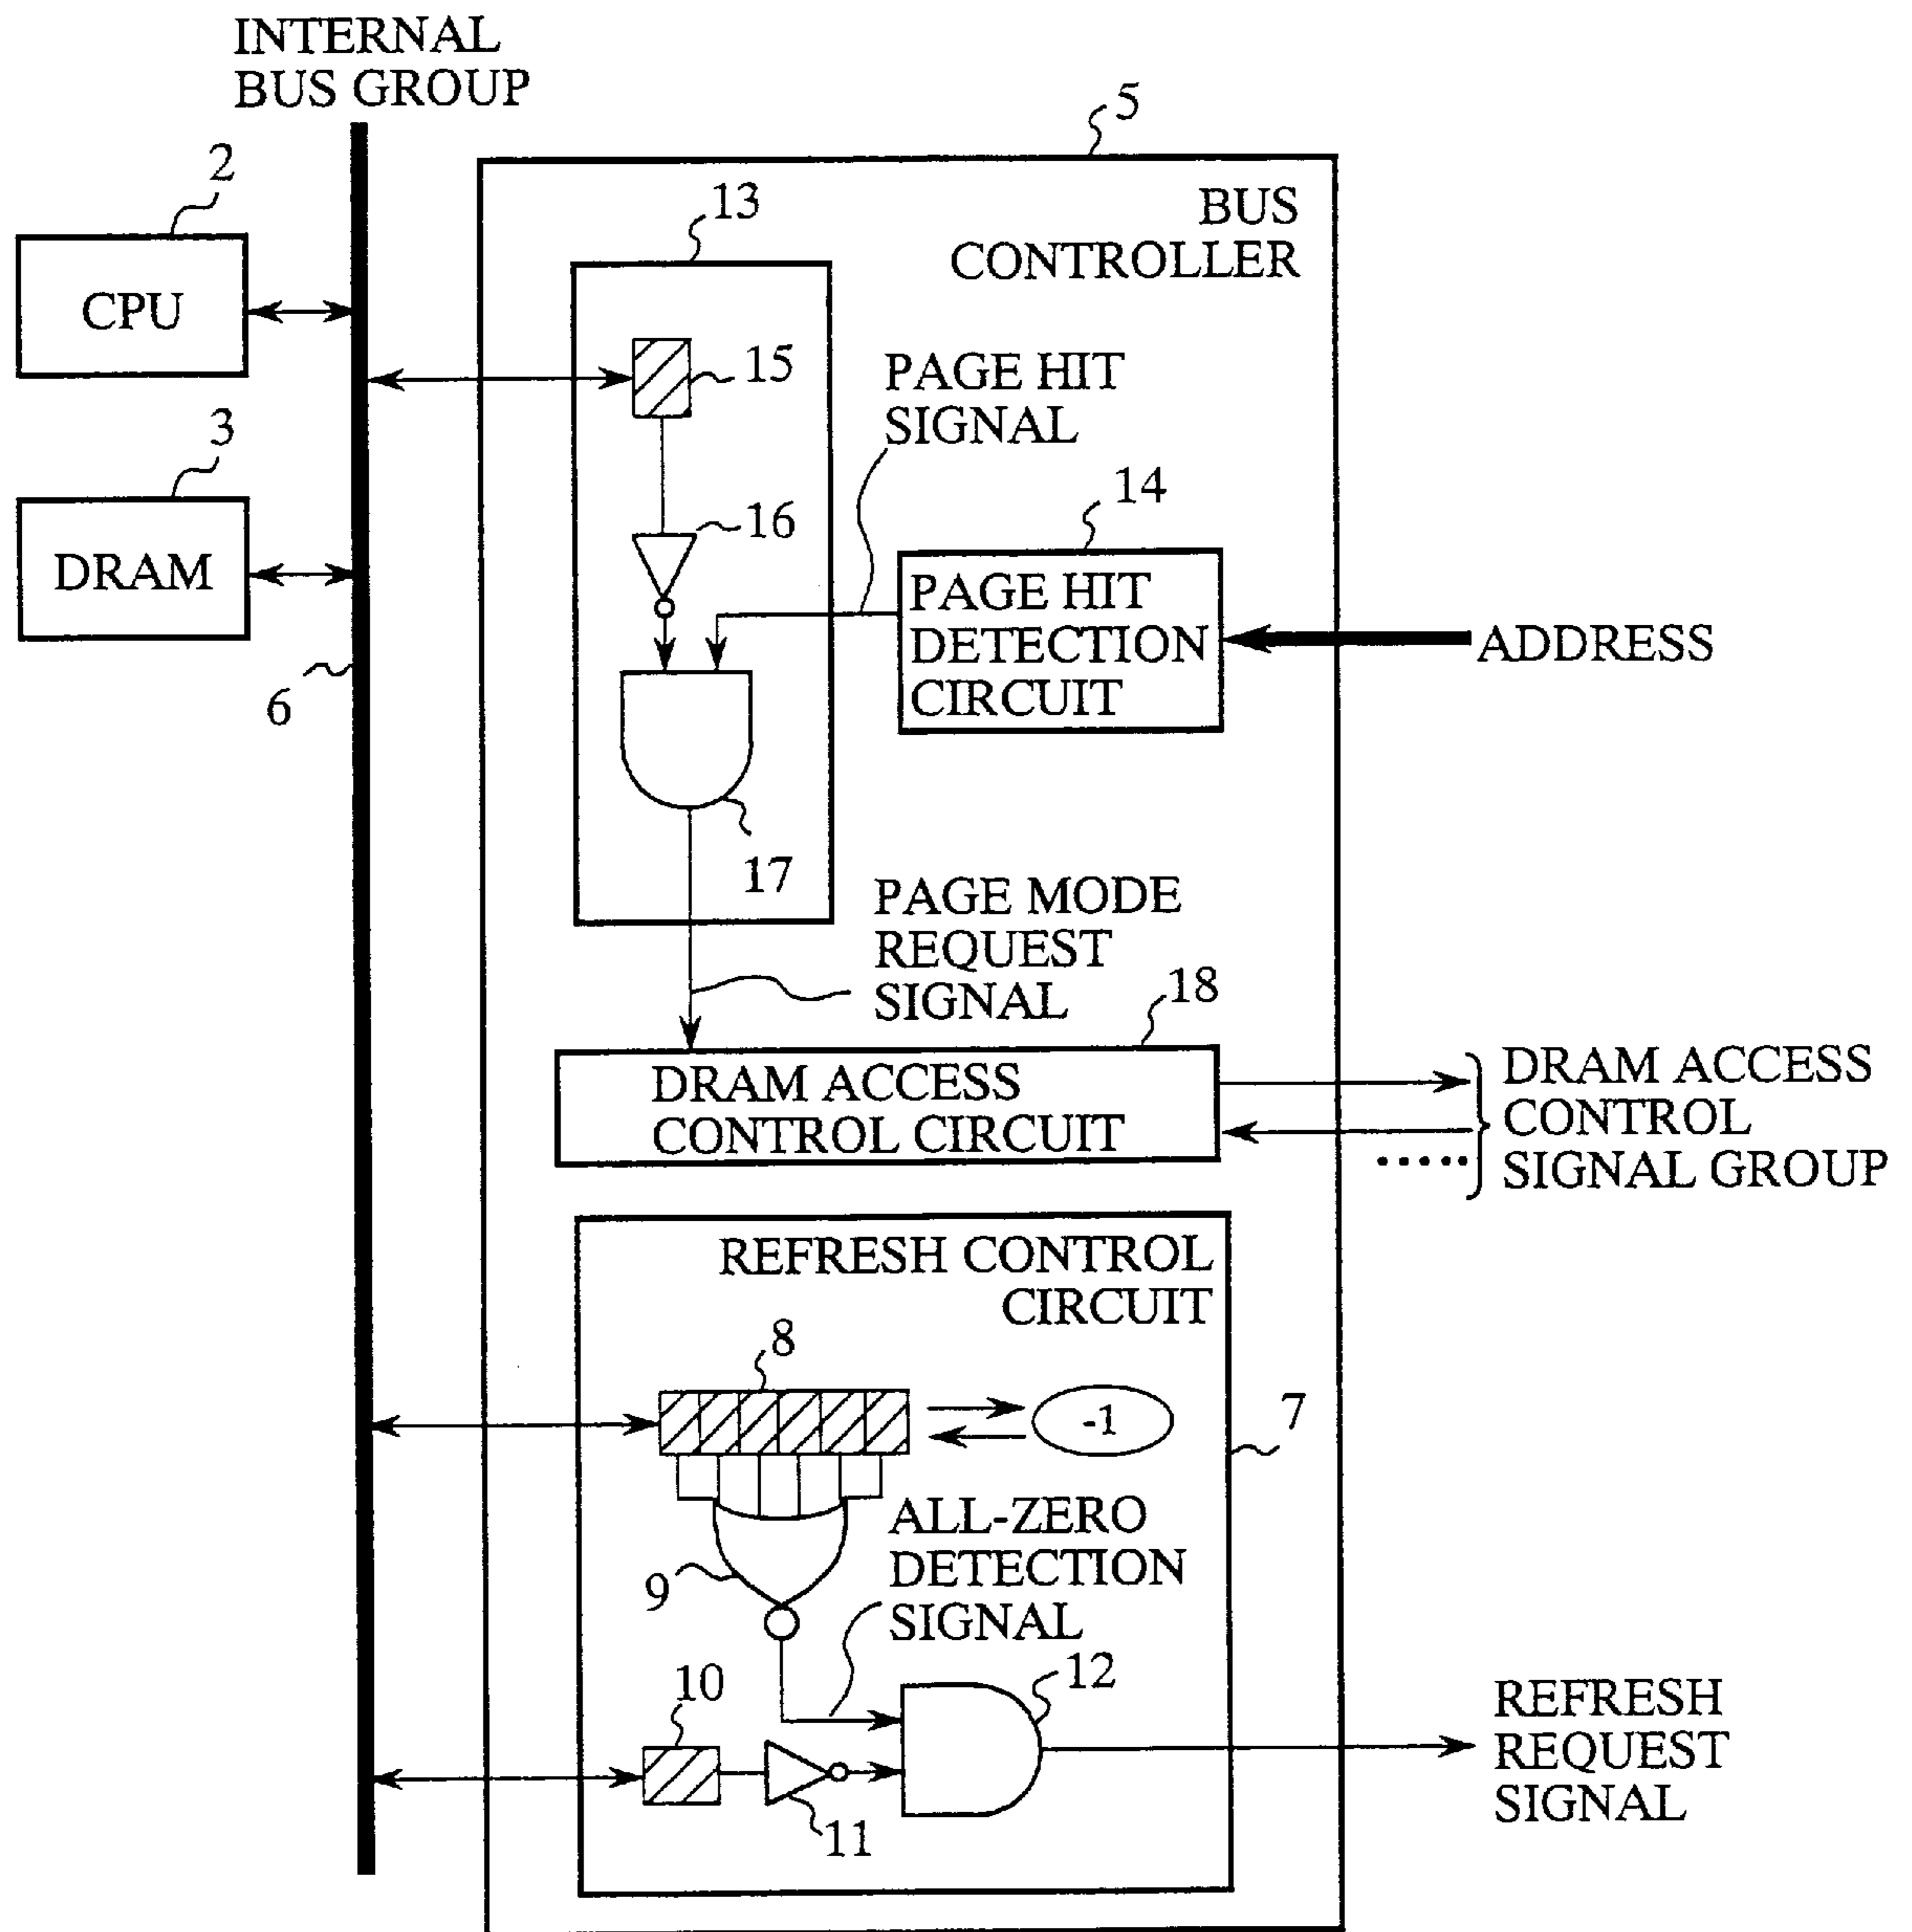 INTERNAL
BUS GROUP
5
2
13
BUS
CONTROLLER
CPU
15
PAGE HIT
SIGNAL
3
14
16
DRAM
PAGE HIT
DETECTION
CIRCUIT
ADDRESS
6
17
PAGE MODE
REQUEST
SIGNAL
18
DRAM ACCESS
CONTROL CIRCUIT
DRAM ACCESS
CONTROL
SIGNAL GROUP
REFRESH CONTROL
CIRCUIT
8
-1
7
ALL-ZERO
DETECTION
SIGNAL
9
10
12
11
REFRESH
REQUEST
SIGNAL